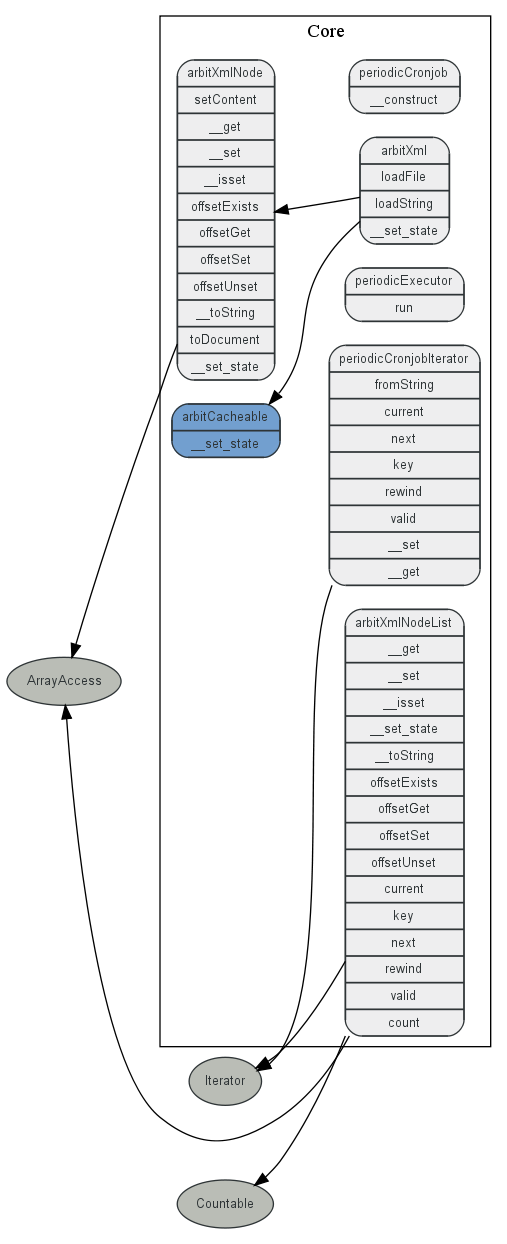 Core
arbitXmlNode
setContent
__get
__set
__isset
offsetExists
offsetGet
offsetSet
offsetUnset
__toString
toDocument
__set_state
periodicCronjob
__construct
arbitXml
loadFile
loadString
__set_state
periodicExecutor
run
periodicCronjobIterator
fromString
current
next
key
rewind
valid
__set
__get
arbitCacheable
__set_state
arbitXmlNodeList
__get
__set
__isset
__set_state
__toString
offsetExists
offsetGet
offsetSet
offsetUnset
current
key
next
rewind
valid
count
ArrayAccess
Iterator
Countable